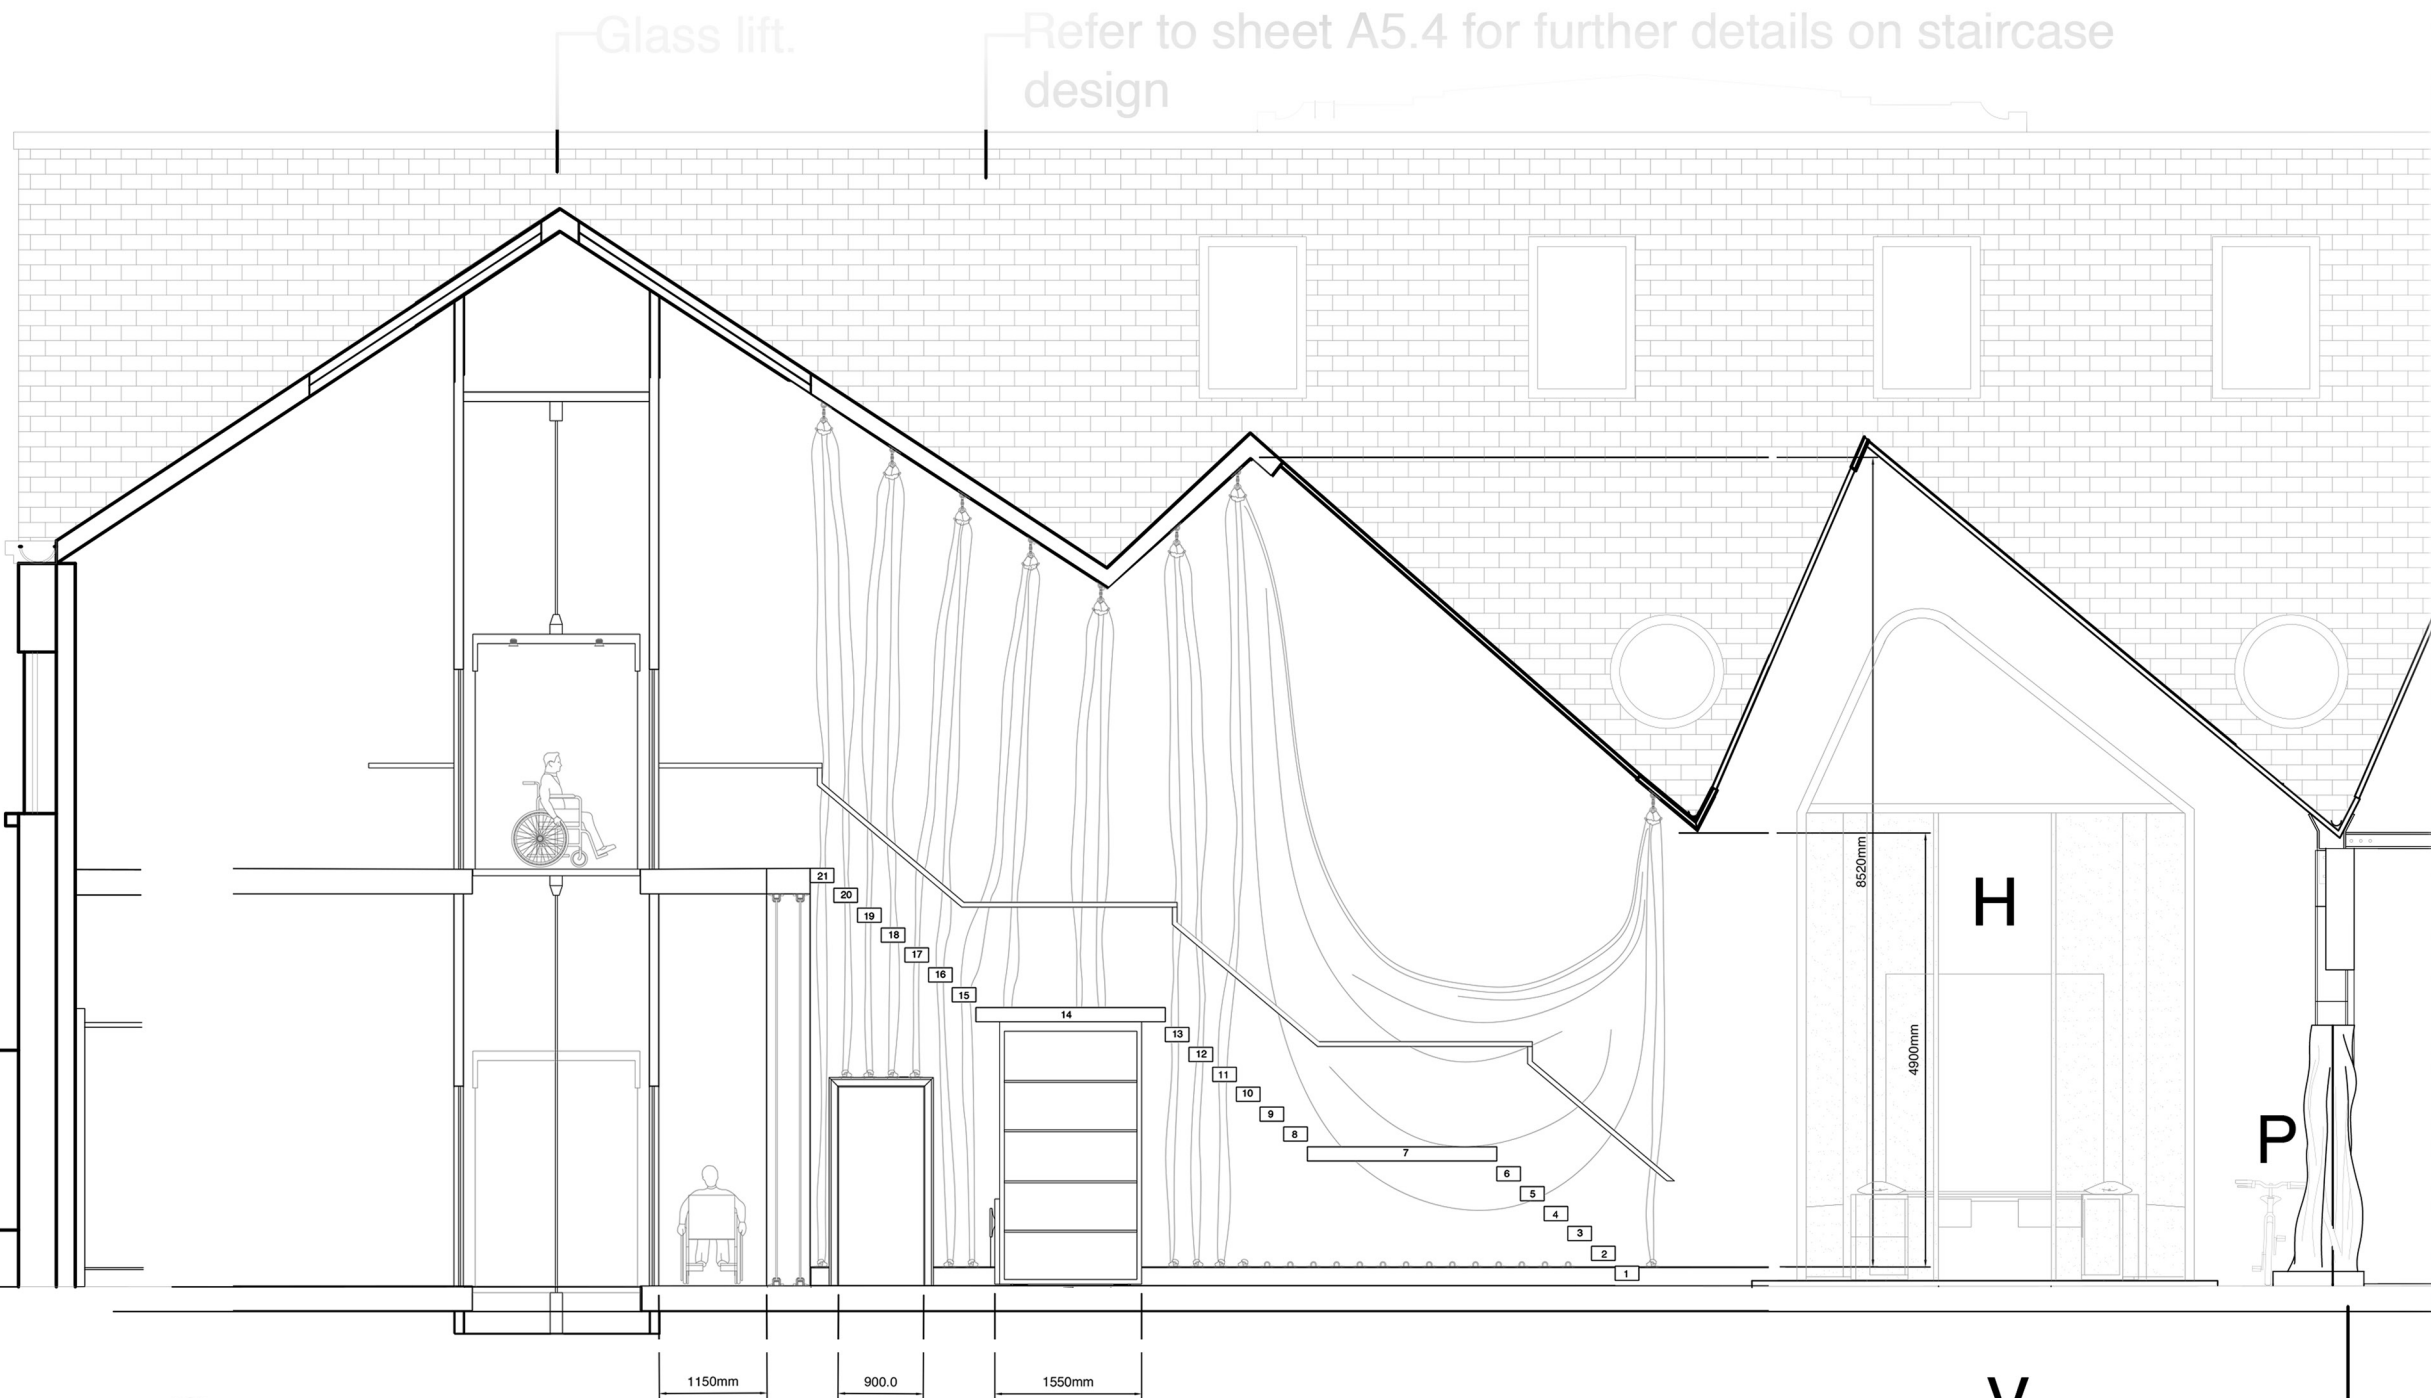 Glass lift.
Refer to sheet A5.4 for further details on staircase
design
21
20
19
18
17
16
15
14
13
12
11
10
9
8
7
6
5
4
3
2
1
8520mm
4900mm
H
P
1150mm
900.0
1550mm
V